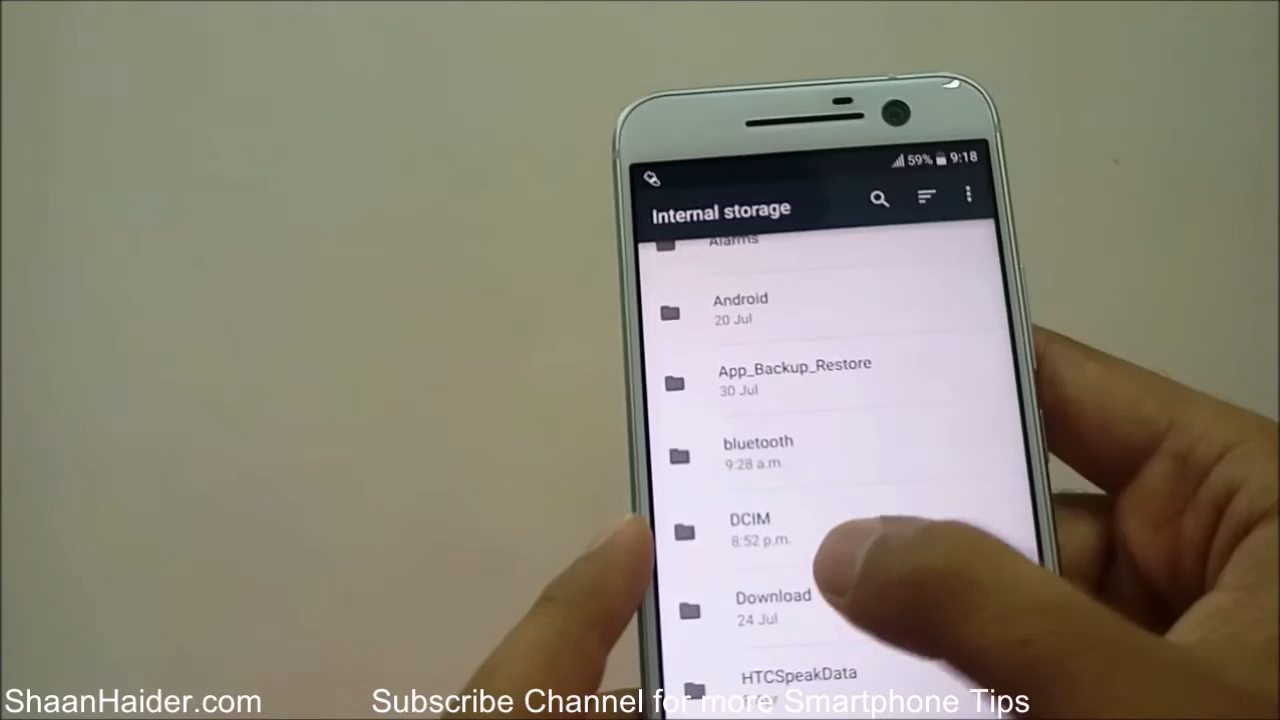 59% 9:18
Internal storage
Alarms
Android
20 Jul
App_Backup_Restore
30 Jul
bluetooth
9:28 a.m.
DCIM
8:52 p.m.
Download
24 Jul
HTCSpeakData
ShaanHaider.com
Subscribe Channel for more Smartphone Tips